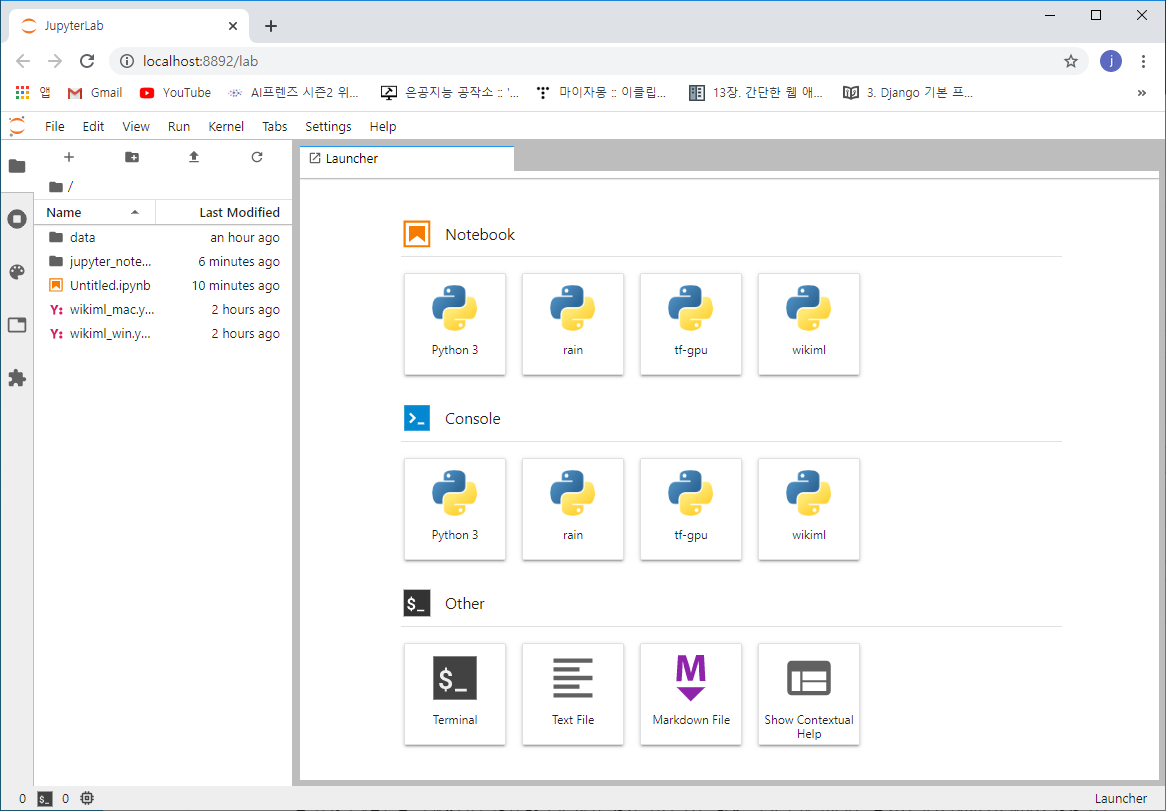 JupyterLab
localhost:8892/lab
j
앱 Gmail YouTube AI프렌즈 시즌2 위... 은공지능 공작소 :: '... 마이자몽 :: 이클립... 13장. 간단한 웹 애... 3. Django 기본 프... »
File Edit View Run Kernel Tabs Settings Help
Launcher
/
Name Last Modified
data an hour ago
jupyter_note... 6 minutes ago
Untitled.ipynb 10 minutes ago
Y: wikiml_mac.y... 2 hours ago
Y: wikiml_win.y... 2 hours ago
Notebook
Python 3 rain tf-gpu wikiml
>_ Console
Python 3 rain tf-gpu wikiml
$_ Other
$_ M
Terminal Text File Markdown File Show Contextual
Help
0 $_ 0 Launcher